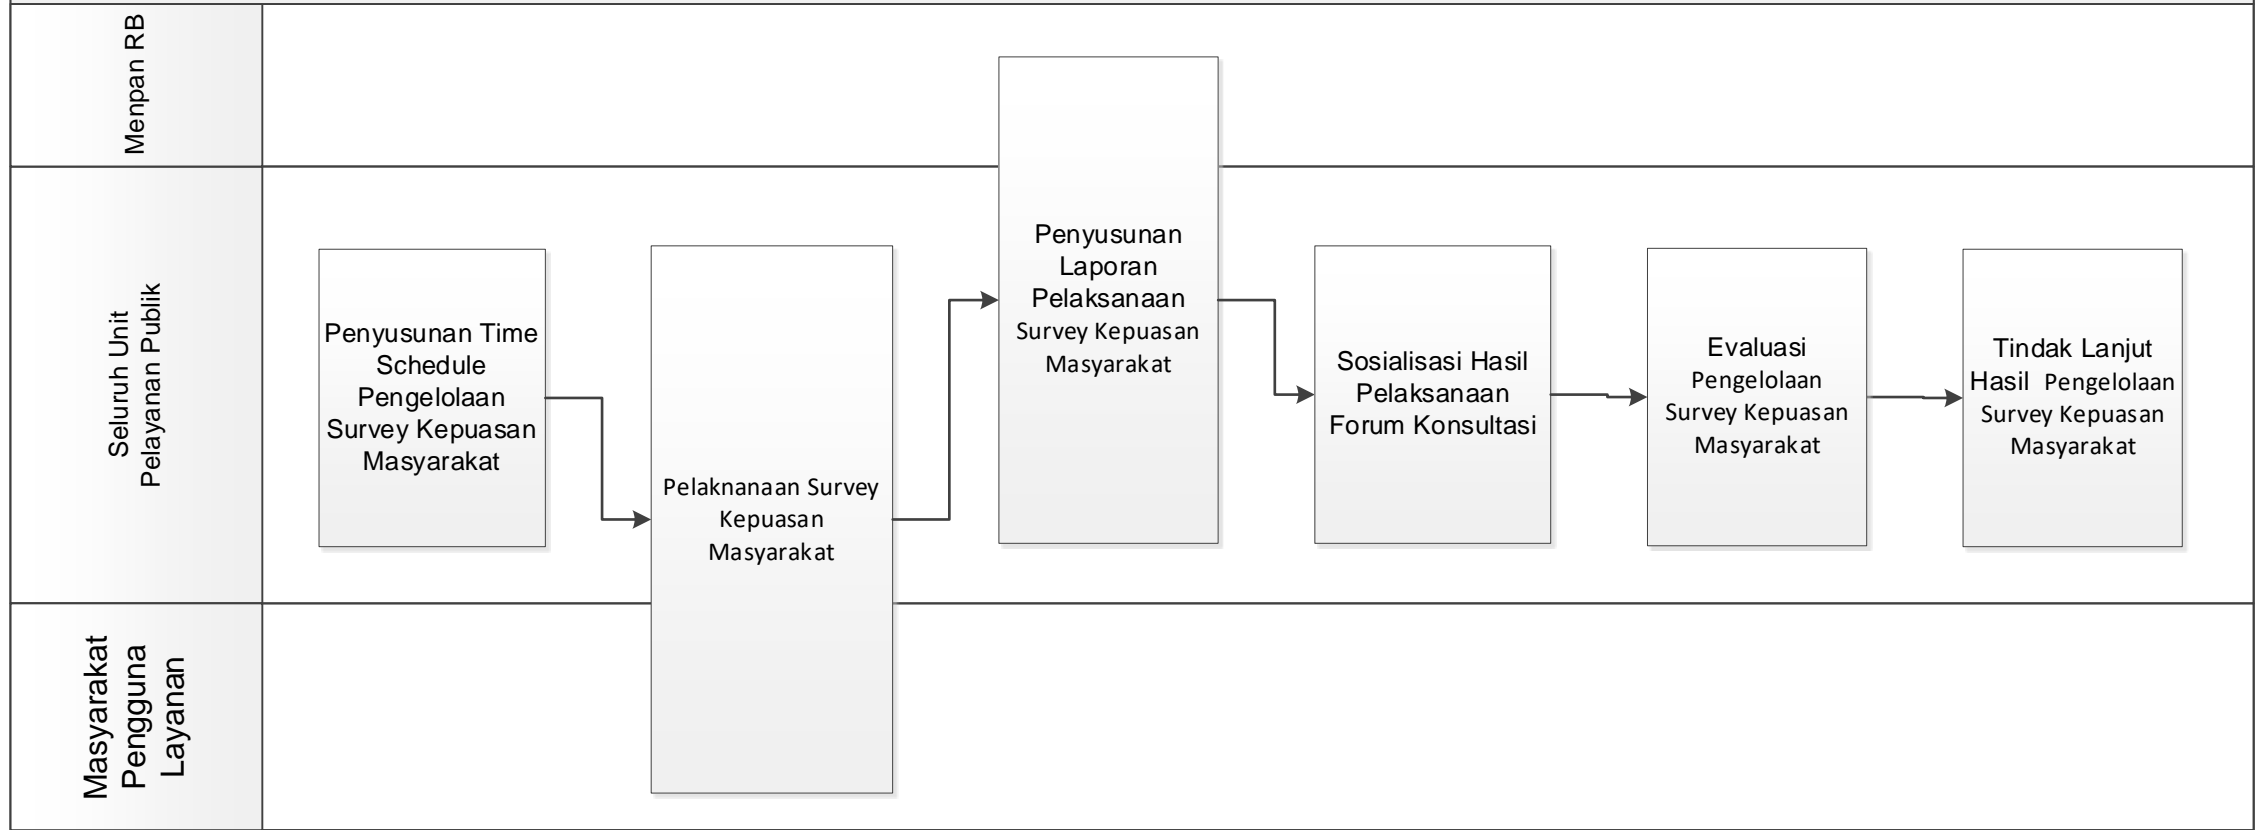 Menpan RB
Seluruh Unit
Pelayanan Publik
Masyarakat
Pengguna
Layanan
Penyusunan Time
Schedule
Pengelolaan
Survey Kepuasan
Masyarakat
Pelaknanaan Survey
Kepuasan
Masyarakat
Penyusunan
Laporan
Pelaksanaan
Survey Kepuasan
Masyarakat
Sosialisasi Hasil
Pelaksanaan
Forum Konsultasi
Evaluasi
Pengelolaan
Survey Kepuasan
Masyarakat
Tindak Lanjut
Hasil Pengelolaan
Survey Kepuasan
Masyarakat